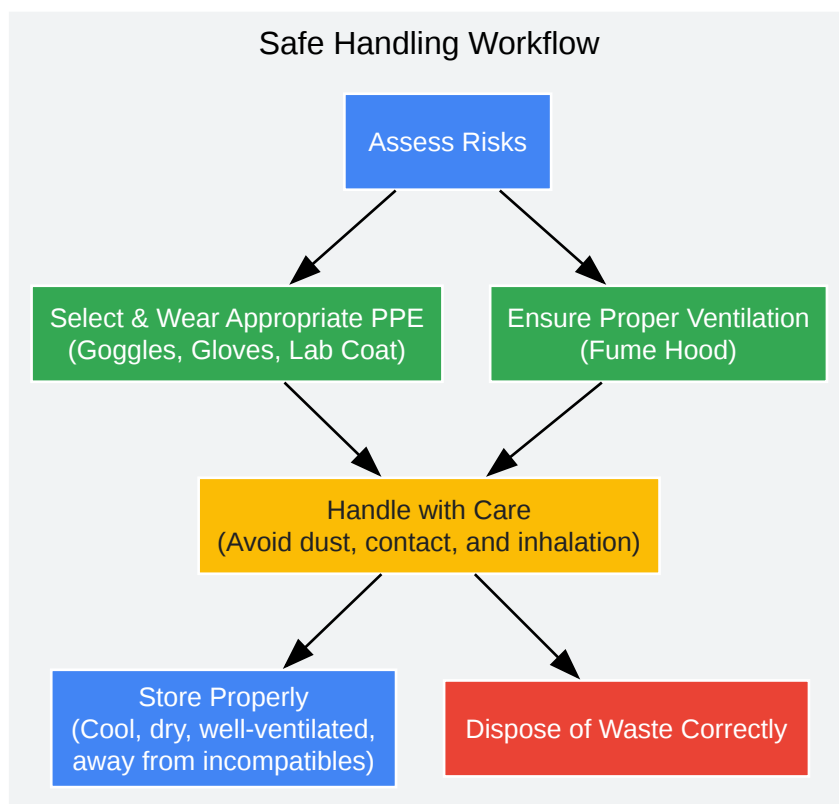 Safe Handling Workflow
Assess Risks
Select & Wear Appropriate PPE
(Goggles, Gloves, Lab Coat)
Ensure Proper Ventilation
(Fume Hood)
Handle with Care
(Avoid dust, contact, and inhalation)
Store Properly
(Cool, dry, well-ventilated,
away from incompatibles)
Dispose of Waste Correctly